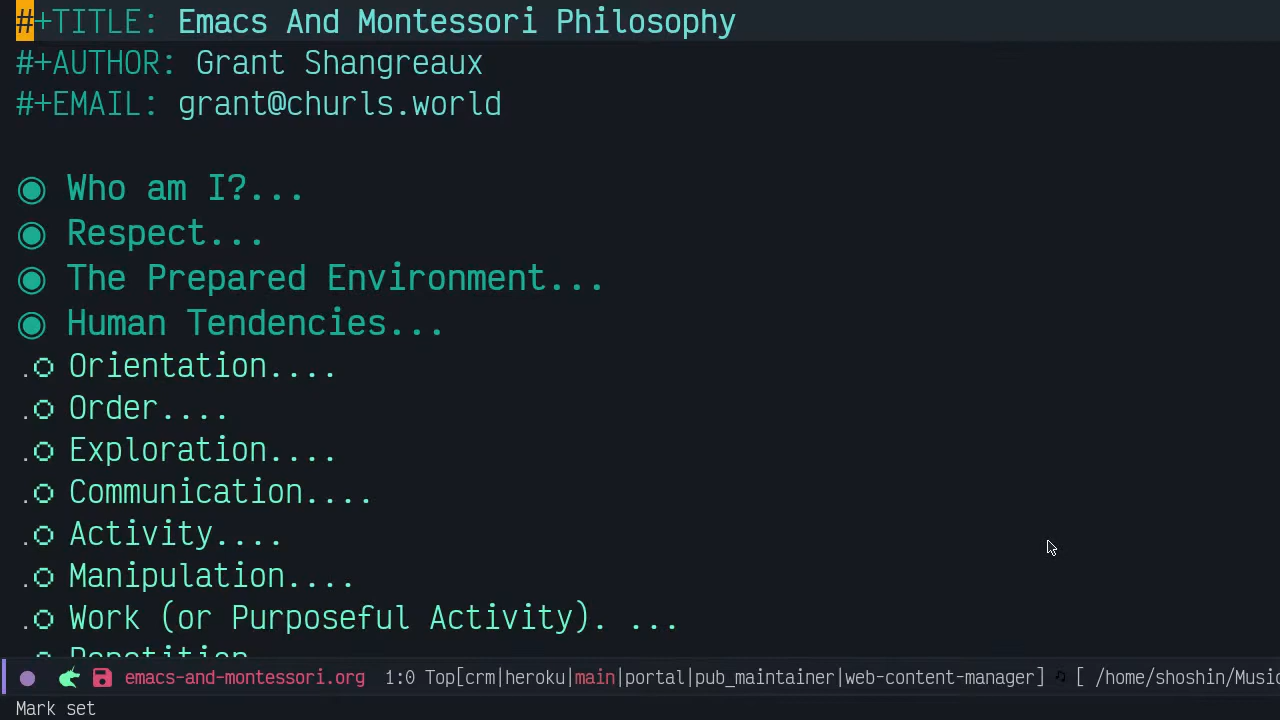 #+TITLE: Emacs And Montessori Philosophy
#+AUTHOR: Grant Shangreaux
#+EMAIL: grant@churls.world
◉ Who am I?...
◉ Respect...
◉ The Prepared Environment...
◉ Human Tendencies...
.○ Orientation....
.○ Order....
.○ Exploration....
.○ Communication....
.○ Activity....
.○ Manipulation....
.○ Work (or Purposeful Activity). ...
.○ Repetition
emacs-and-montessori.org 1:0 Top[crm|heroku|main|portal|pub_maintainer|web-content-manager] ♫ [ /home/shoshin/Music
Mark set